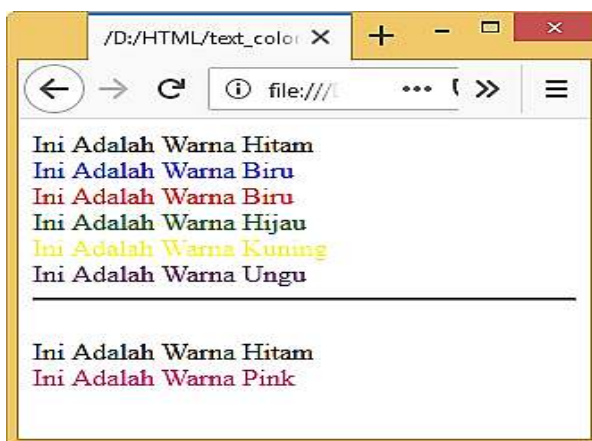 /D:/HTML/text_color
file:///
Ini Adalah Warna Hitam
Ini Adalah Warna Biru
Ini Adalah Warna Biru
Ini Adalah Warna Hijau
Ini Adalah Warna Kuning
Ini Adalah Warna Ungu
Ini Adalah Warna Hitam
Ini Adalah Warna Pink